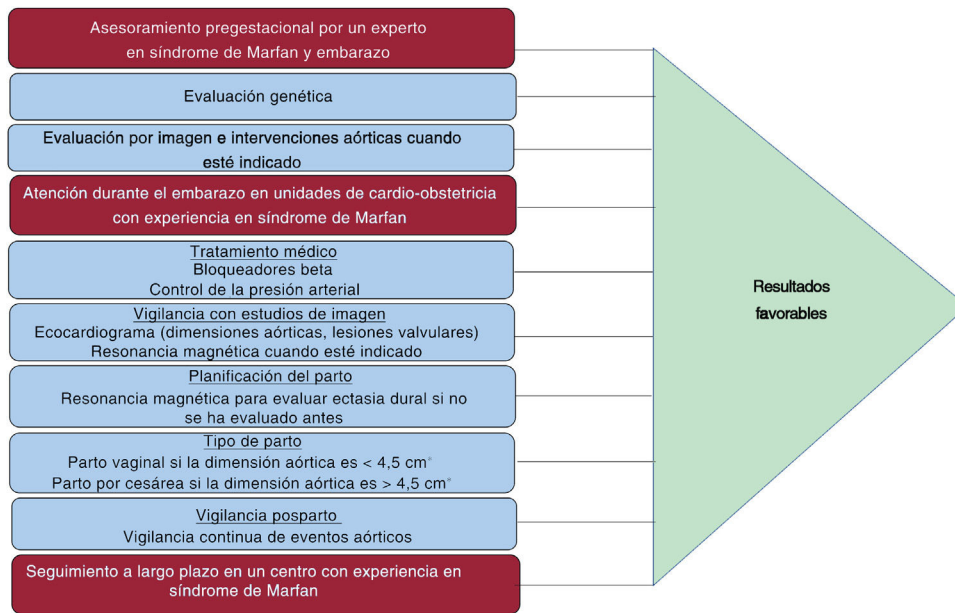 Asesoramiento pregestacional por un experto
en síndrome de Marfan y embarazo
Evaluación genética
Evaluación por imagen e intervenciones aórticas cuando
esté indicado
Atención durante el embarazo en unidades de cardio-obstetricia
con experiencia en síndrome de Marfan
Tratamiento médico
Bloqueadores beta
Control de la presión arterial
Vigilancia con estudios de imagen
Ecocardiograma (dimensiones aórticas, lesiones valvulares)
Resonancia magnética cuando esté indicado
Planificación del parto
Resonancia magnética para evaluar ectasia dural si no
se ha evaluado antes
Tipo de parto
Parto vaginal si la dimensión aórtica es < 4,5 cm*
Parto por cesárea si la dimensión aórtica es > 4,5 cm*
Vigilancia posparto
Vigilancia continua de eventos aórticos
Seguimiento a largo plazo en un centro con experiencia en
síndrome de Marfan
Resultados
favorables